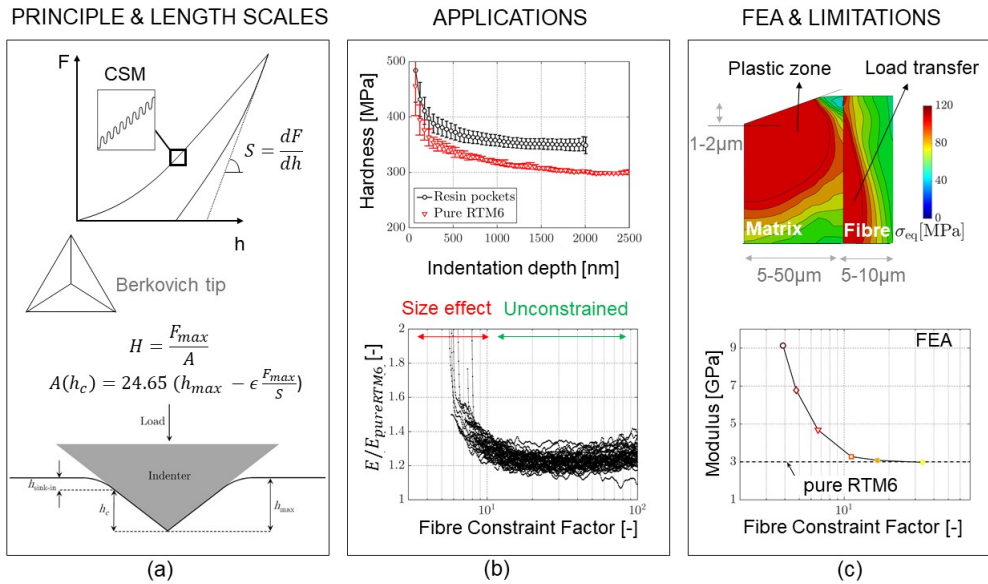 PRINCIPLE & LENGTH SCALES
F
CSM
S = dF/dh
h
Berkovich tip
H = F_max/A
A(h_c) = 24.65 (h_max − ϵ F_max/S)
Load
Indenter
h_sink-in
h_c
h_max
(a)
APPLICATIONS
Hardness [MPa]
500
400
300
200
Resin pockets
Pure RTM6
0 500 1000 1500 2000 2500
Indentation depth [nm]
Size effect Unconstrained
E/E_pureRTM6 [-]
2
1.8
1.6
1.4
1.2
1
10^1 10^2
Fibre Constraint Factor [-]
(b)
FEA & LIMITATIONS
Plastic zone
Load transfer
1-2μm
120
100
80
60
40
20
0
Matrix Fibre σ_eq[MPa]
5-50μm 5-10μm
FEA
Modulus [GPa]
9
7
5
3
1
pure RTM6
10^1
Fibre Constraint Factor [-]
(c)